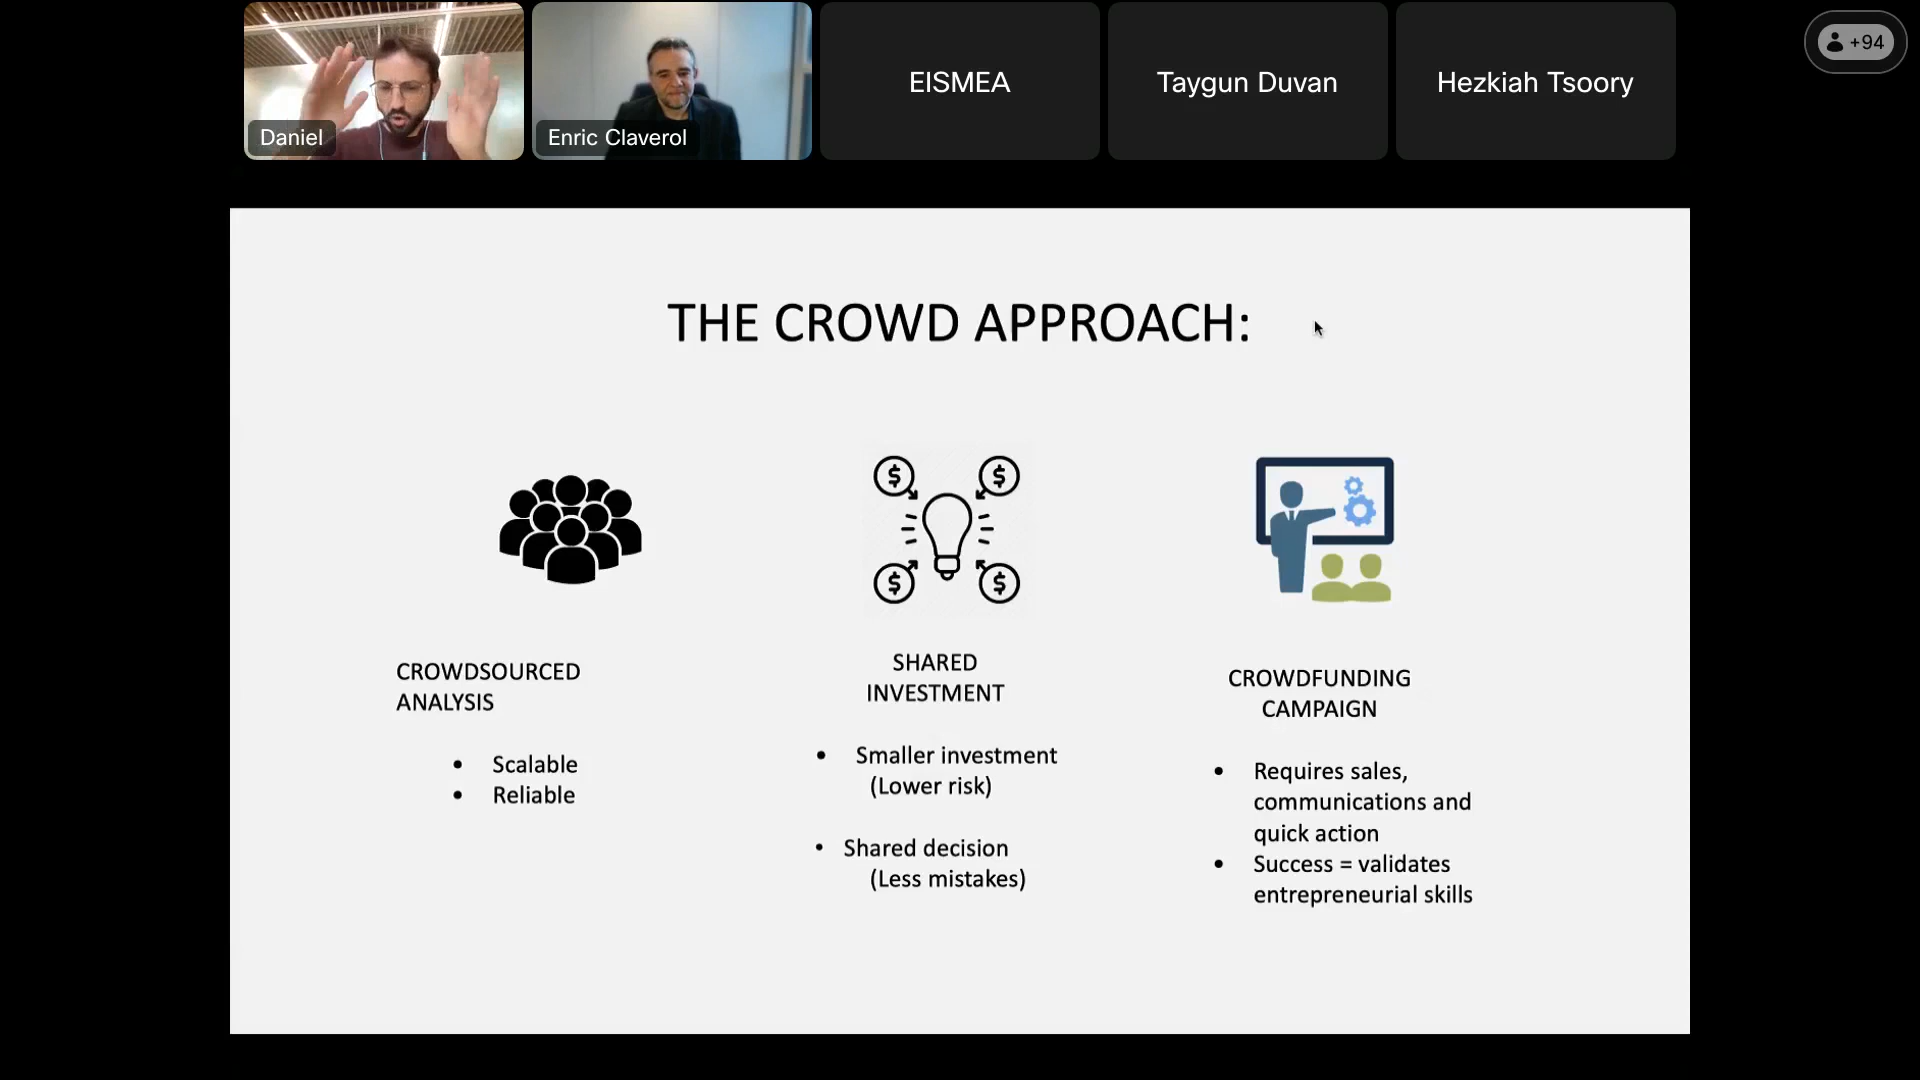 Daniel
Enric Claverol
EISMEA
Taygun Duvan
Hezkiah Tsoory
+94
THE CROWD APPROACH:
$ $
$ $
CROWDSOURCED
ANALYSIS
• Scalable
• Reliable
SHARED
INVESTMENT
• Smaller investment
(Lower risk)
• Shared decision
(Less mistakes)
CROWDFUNDING
CAMPAIGN
• Requires sales,
communications and
quick action
• Success = validates
entrepreneurial skills